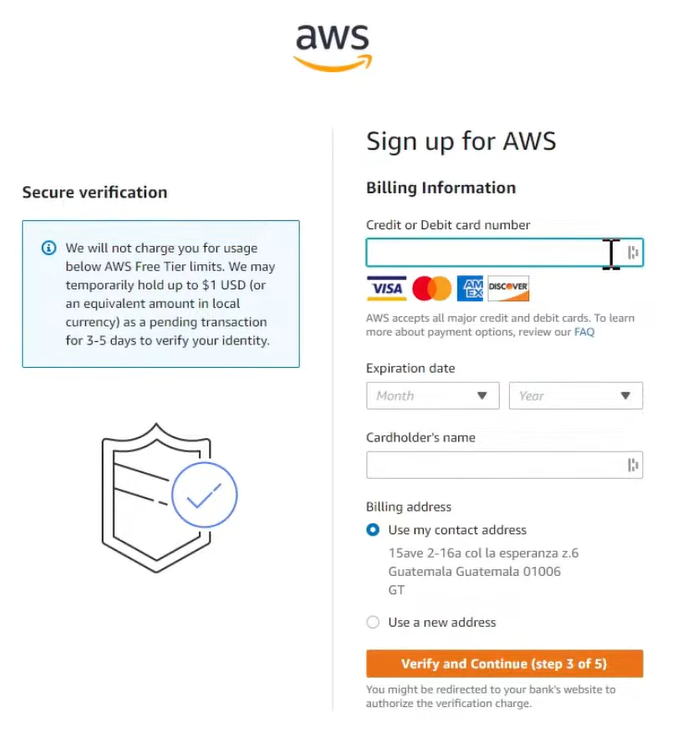 aws
Sign up for AWS
Secure verification
We will not charge you for usage
below AWS Free Tier limits. We may
temporarily hold up to $1 USD (or
an equivalent amount in local
currency) as a pending transaction
for 3-5 days to verify your identity.
Billing Information
Credit or Debit card number
VISA
AM
EX
DISCOVER
AWS accepts all major credit and debit cards. To learn
more about payment options, review our FAQ
Expiration date
Month
Year
Cardholder's name
Billing address
Use my contact address
15ave 2-16a col la esperanza z.6
Guatemala Guatemala 01006
GT
Use a new address
Verify and Continue (step 3 of 5)
You might be redirected to your bank's website to
authorize the verification charge.